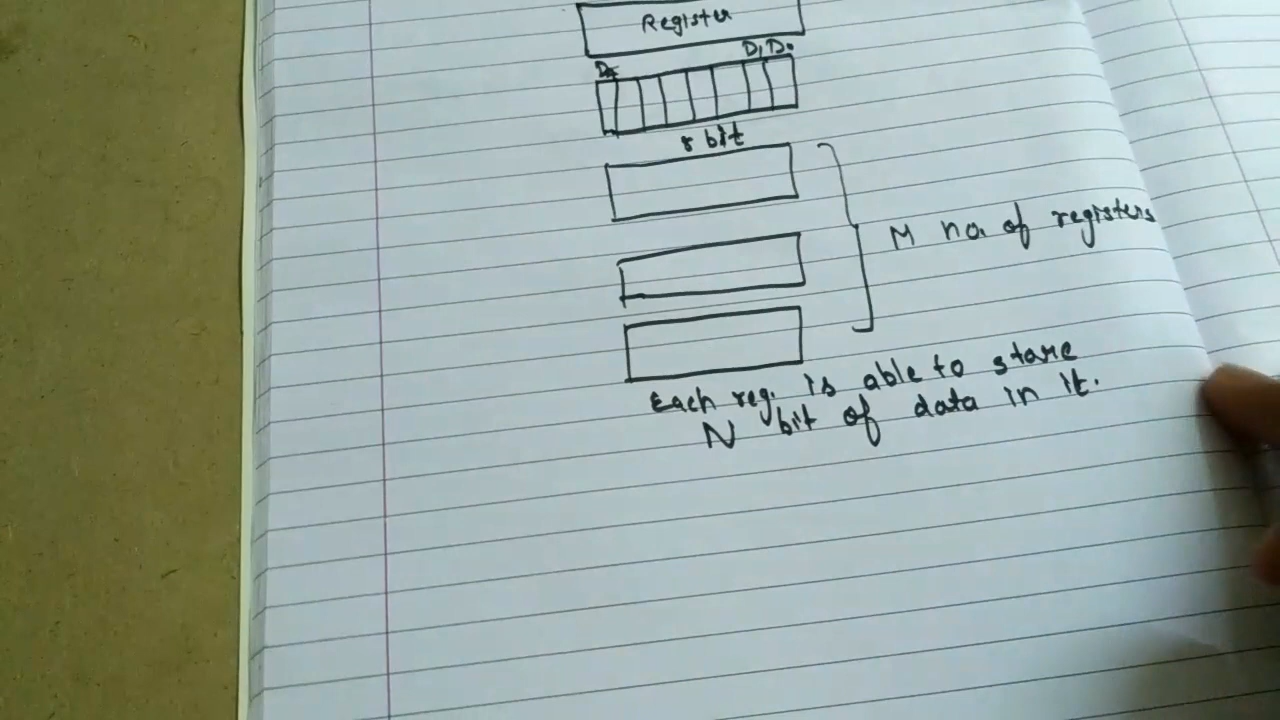 Register
D7 D1 D0
8 bit
M no. of registers
Each reg. is able to store
N bit of data in it.